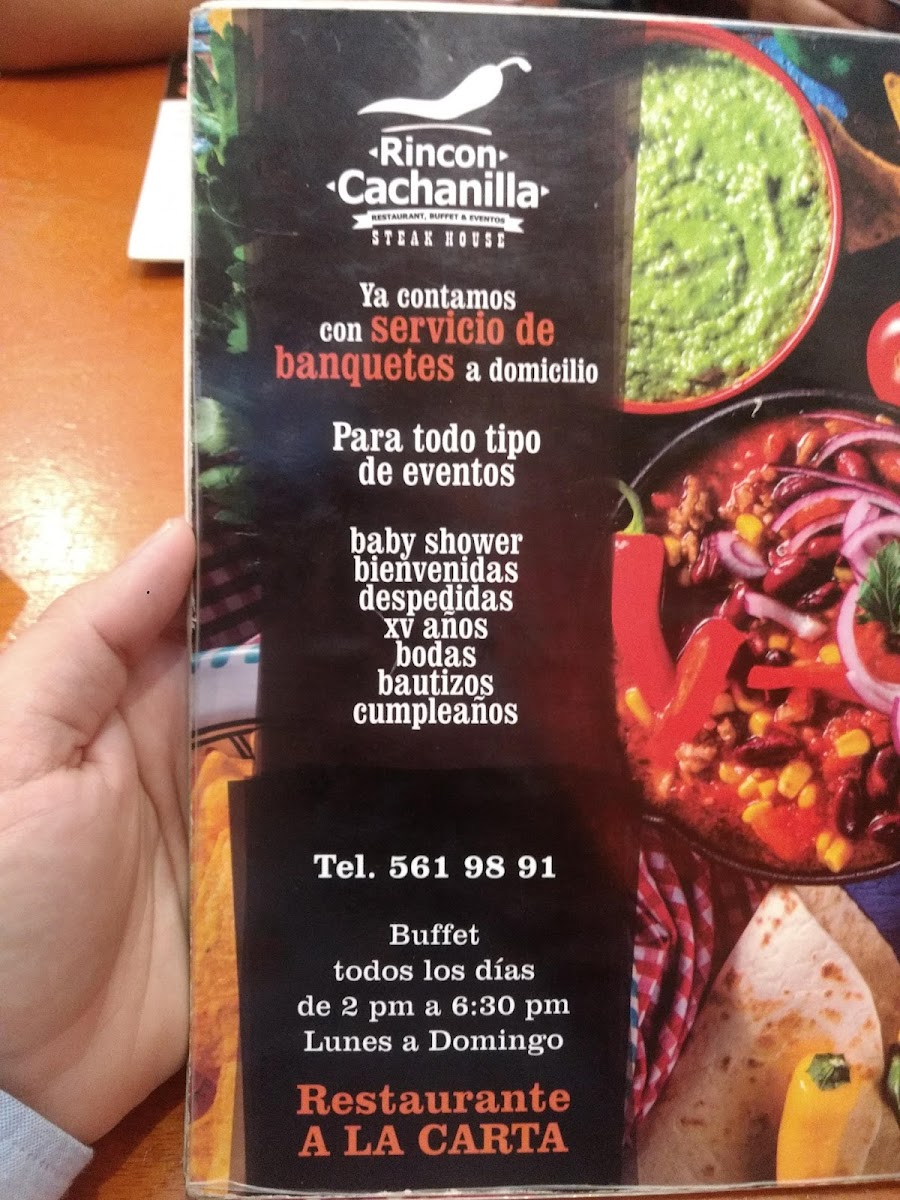 Rincon
Cachanilla
RESTAURANT, BUFFET & EVENTOS
STEAK HOUSE
Ya contamos
con servicio de
banquetes a domicilio
Para todo tipo
de eventos
baby shower
bienvenidas
despedidas
xv años
bodas
bautizos
cumpleaños
Tel. 561 98 91
Buffet
todos los días
de 2 pm a 6:30 pm
Lunes a Domingo
Restaurante
A LA CARTA